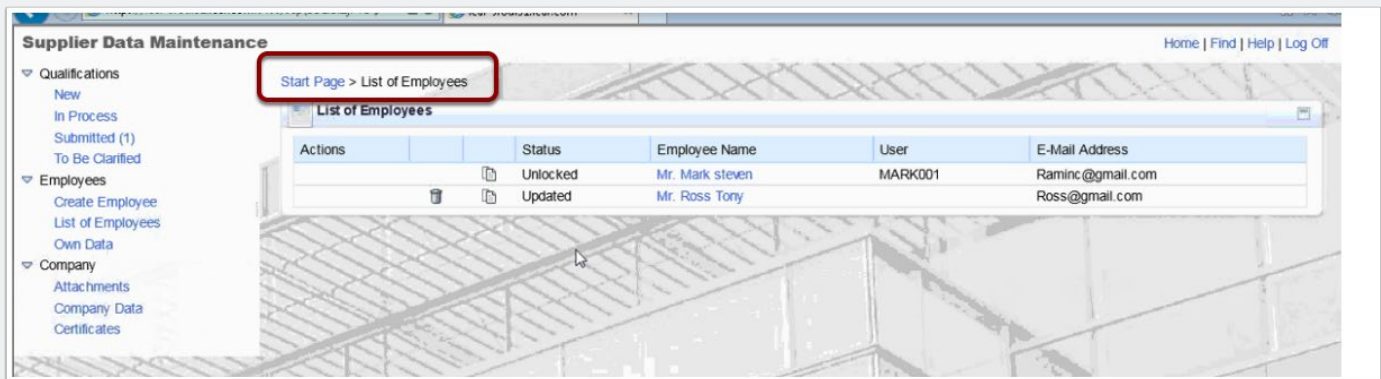 Supplier Data Maintenance
Home | Find | Help | Log Off
Qualifications
New
In Process
Submitted (1)
To Be Clarified
Employees
Create Employee
List of Employees
Own Data
Company
Attachments
Company Data
Certificates
Start Page > List of Employees
List of Employees
Actions Status Employee Name User E-Mail Address
Unlocked Mr. Mark steven MARK001 Raminc@gmail.com
Updated Mr. Ross Tony Ross@gmail.com